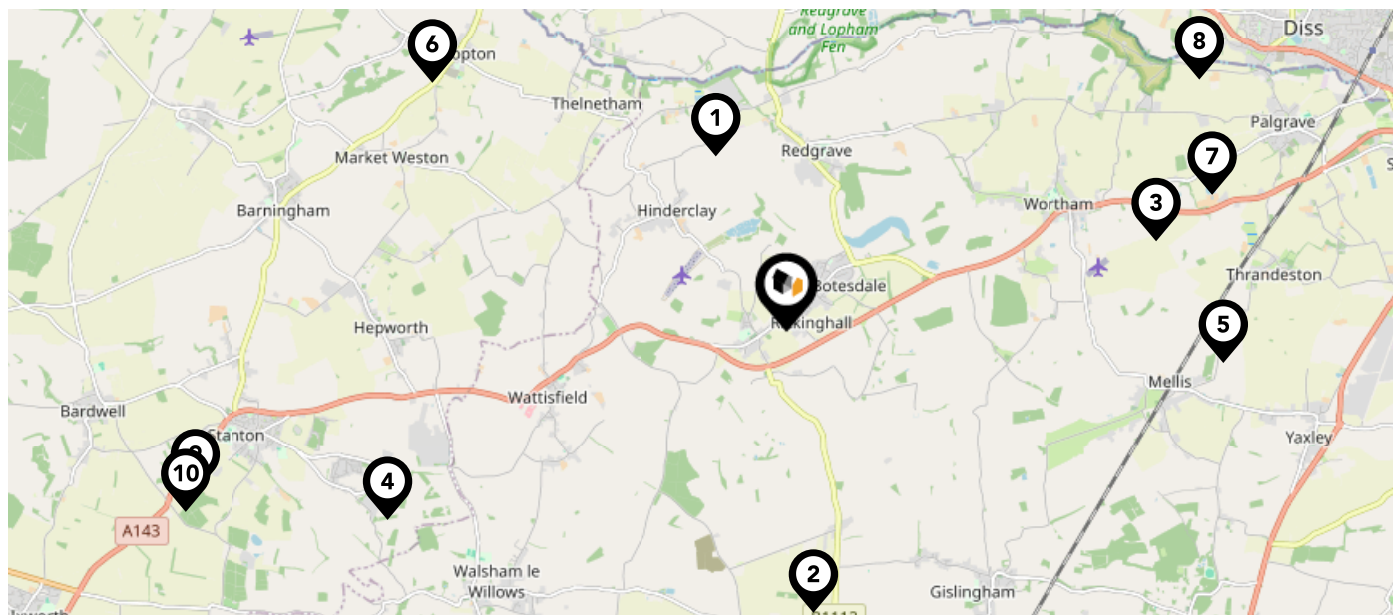 Redgrave
and Lopham
Fen
Diss
8
6
opton
Thelnetham
1
Palgrave
Redgrave
7
Market Weston
3
Wortham
Barningham
Hinderclay
Thrandeston
Botesdale
kinghall
5
Hepworth
Mellis
Wattisfield
Bardwell
Stanton
Yaxley
10
4
A143
Walsham le
Willows
2
Gislingham